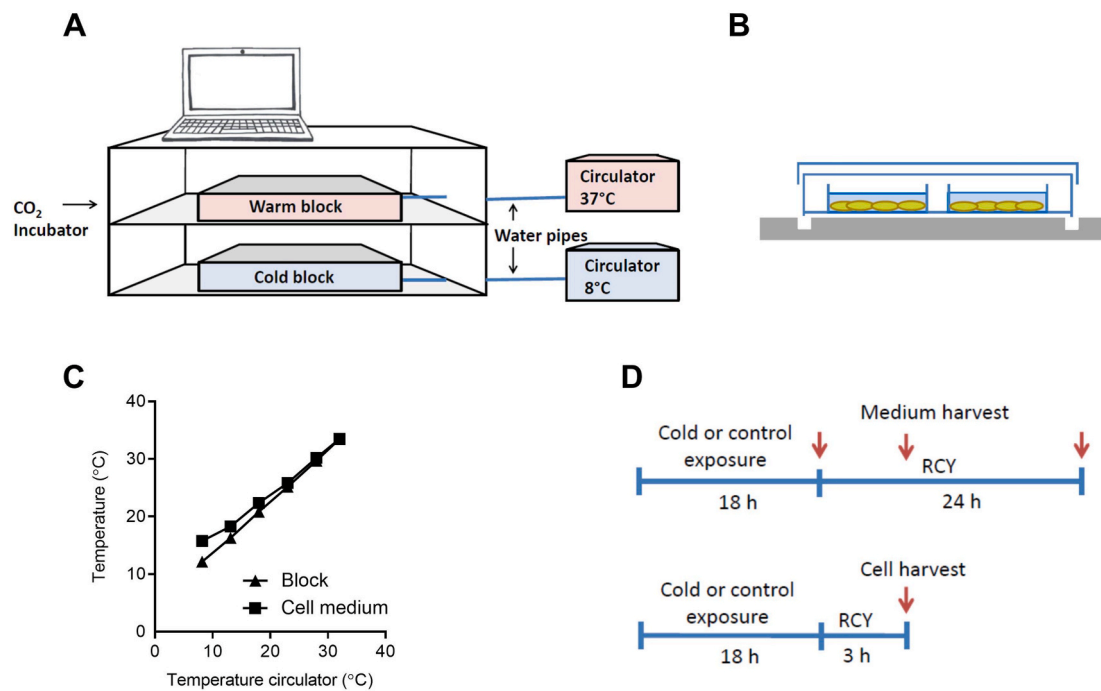 A
CO2
Incubator
Warm block
Cold block
Water pipes
Circulator
37°C
Circulator
8°C
B
C
Temperature (°C)
40
30
20
10
0
0 10 20 30 40
Block
Cell medium
Temperature circulator (°C)
D
Medium harvest
Cold or control
exposure
RCY
18 h
24 h
Cell harvest
Cold or control
exposure
RCY
18 h
3 h